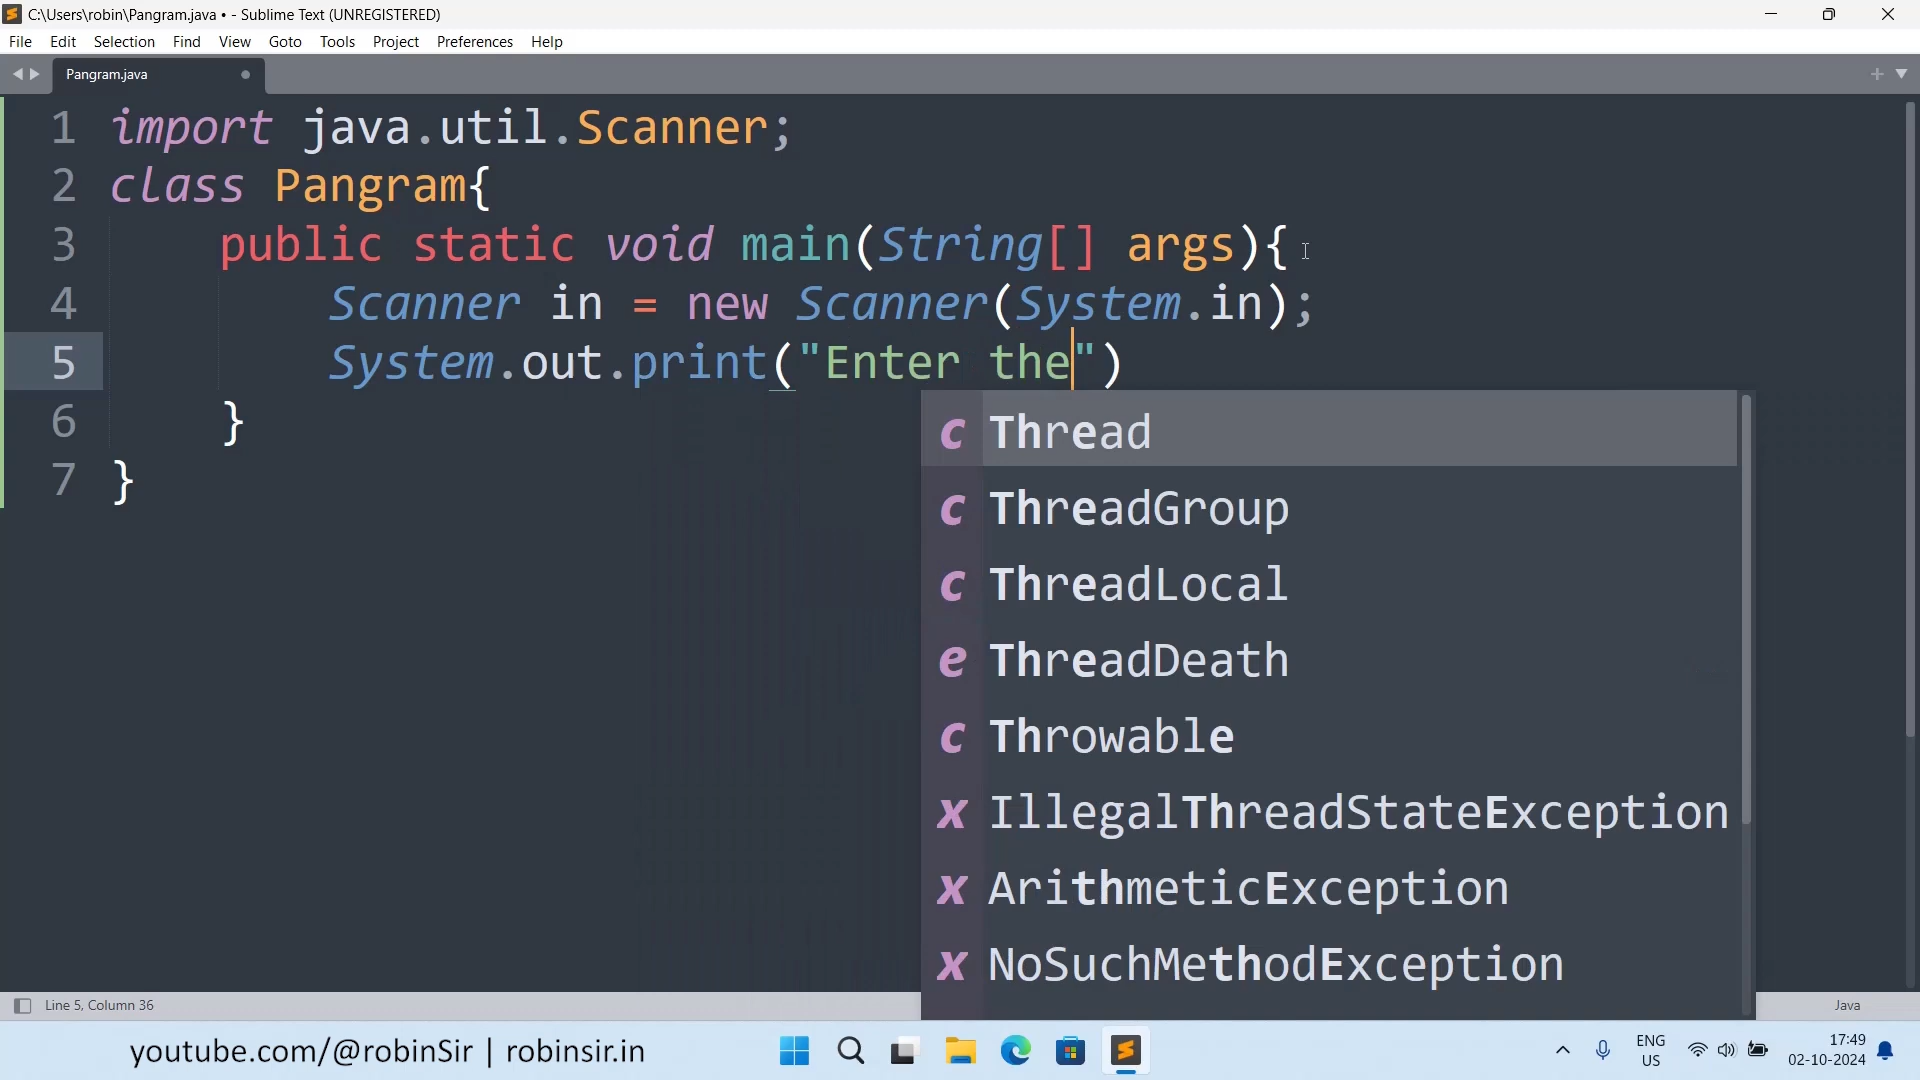 C:\Users\robin\Pangram.java • - Sublime Text (UNREGISTERED)
File Edit Selection Find View Goto Tools Project Preferences Help
Pangram.java
1 import java.util.Scanner;
2 class Pangram{
3 public static void main(String[] args){
4 Scanner in = new Scanner(System.in);
5 System.out.print("Enter the")
6 }
7 }
c Thread
c ThreadGroup
c ThreadLocal
e ThreadDeath
c Throwable
x IllegalThreadStateException
x ArithmeticException
x NoSuchMethodException
Line 5, Column 36
Java
youtube.com/@robinSir | robinsir.in
ENG
US
17:49
02-10-2024